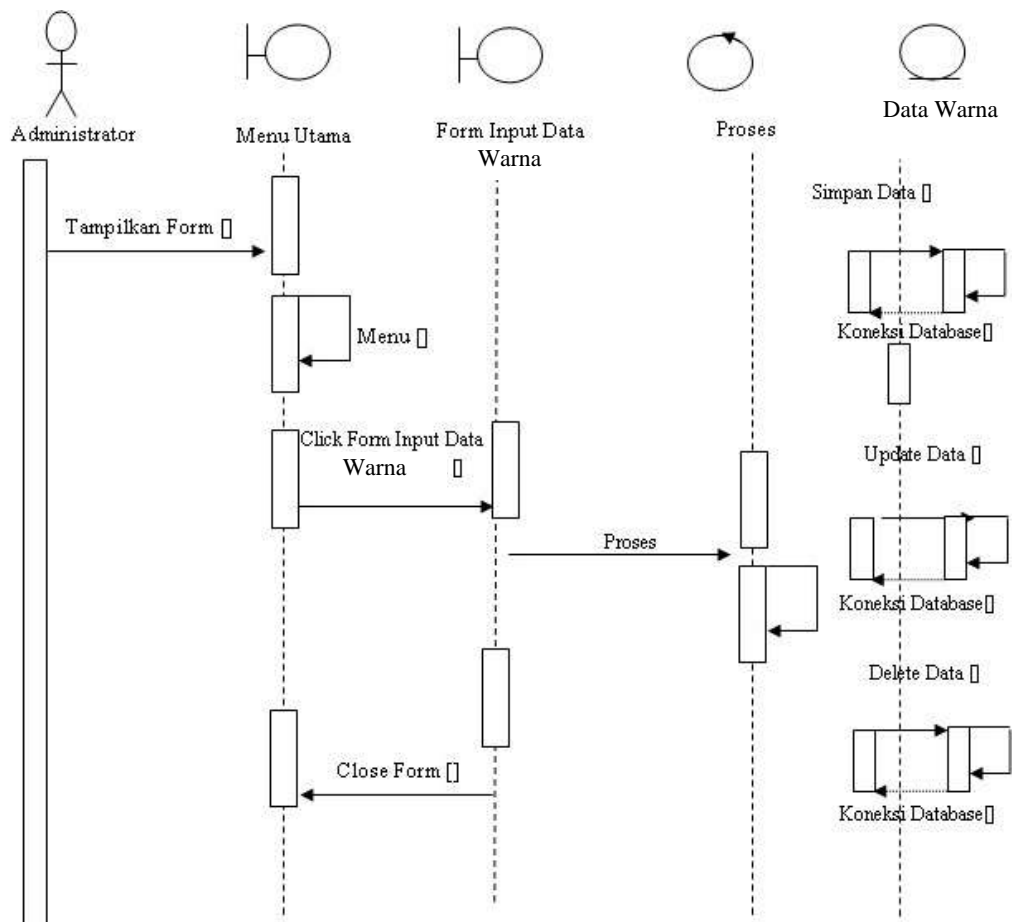 Administrator
Menu Utama
Form Input Data
Warna
Proses
Data Warna
Tampilkan Form []
Menu []
Click Form Input Data
Warna []
Proses
Close Form []
Simpan Data []
Koneksi Database[]
Update Data []
Koneksi Database[]
Delete Data []
Koneksi Database[]